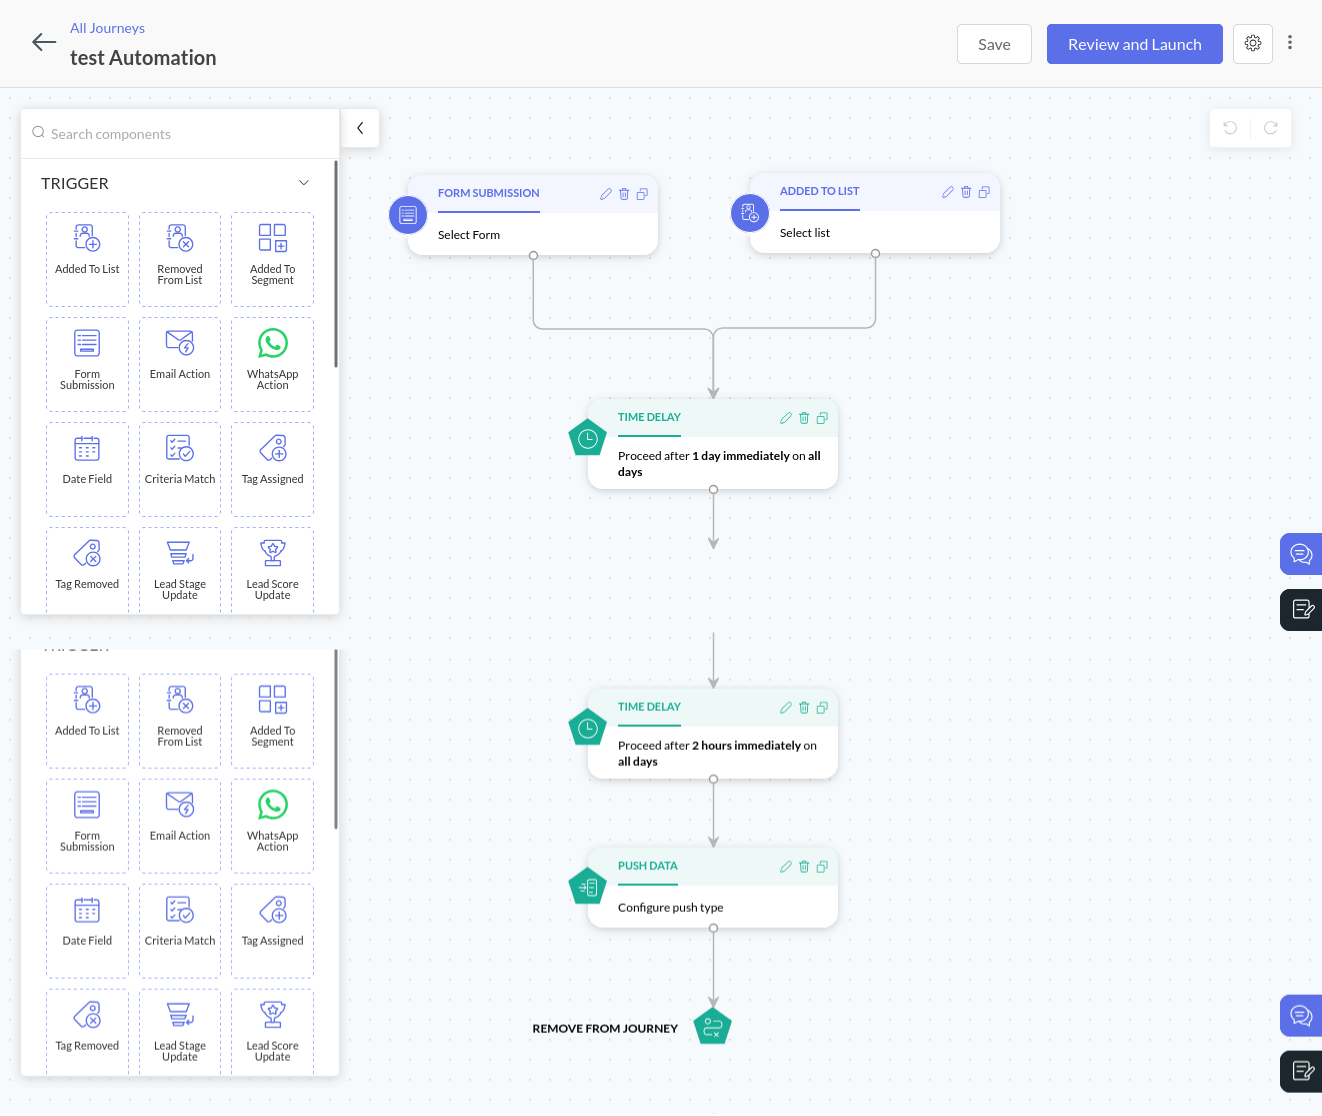 All Journeys
test Automation
Save
Review and Launch
Search components
TRIGGER
Added To List
Removed
From List
Added To
Segment
Form
Submission
Email Action
WhatsApp
Action
Date Field
Criteria Match
Tag Assigned
Tag Removed
Lead Stage
Update
Lead Score
Update
FORM SUBMISSION
Select Form
ADDED TO LIST
Select list
TIME DELAY
Proceed after 1 day immediately on all
days
TRIGGER
Added To List
Removed
From List
Added To
Segment
Form
Submission
Email Action
WhatsApp
Action
Date Field
Criteria Match
Tag Assigned
Tag Removed
Lead Stage
Update
Lead Score
Update
TIME DELAY
Proceed after 2 hours immediately on
all days
PUSH DATA
Configure push type
REMOVE FROM JOURNEY